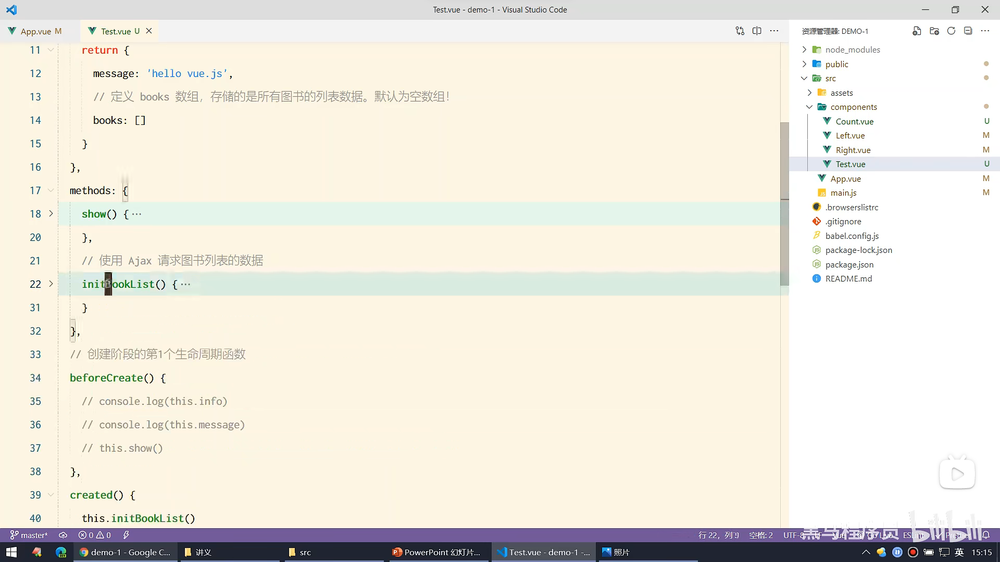 Test.vue - demo-1 - Visual Studio Code
App.vue M
Test.vue U
资源管理器: DEMO-1
11 return {
12 message: 'hello vue.js',
13 // 定义 books 数组，存储的是所有图书的列表数据。默认为空数组！
14 books: []
15 }
16 },
17 methods: {
18 show() {···
20 },
21 // 使用 Ajax 请求图书列表的数据
22 initBookList() {···
31 }
32 },
33 // 创建阶段的第1个生命周期函数
34 beforeCreate() {
35 // console.log(this.info)
36 // console.log(this.message)
37 // this.show()
38 },
39 created() {
40 this.initBookList()
node_modules
public
src
assets
components
Count.vue U
Left.vue M
Right.vue M
Test.vue U
App.vue M
main.js M
.browserslistrc
.gitignore
babel.config.js
package-lock.json
package.json
README.md
黑马程序员 bilibili
master* 0 0 行 22，列 空格: 2 UTF-8 LF Vue Go Live ESLint Prettier
demo-1 - Google C... 讲义 src PowerPoint 幻灯片... Test.vue - demo-1 -... 照片 英 15:15